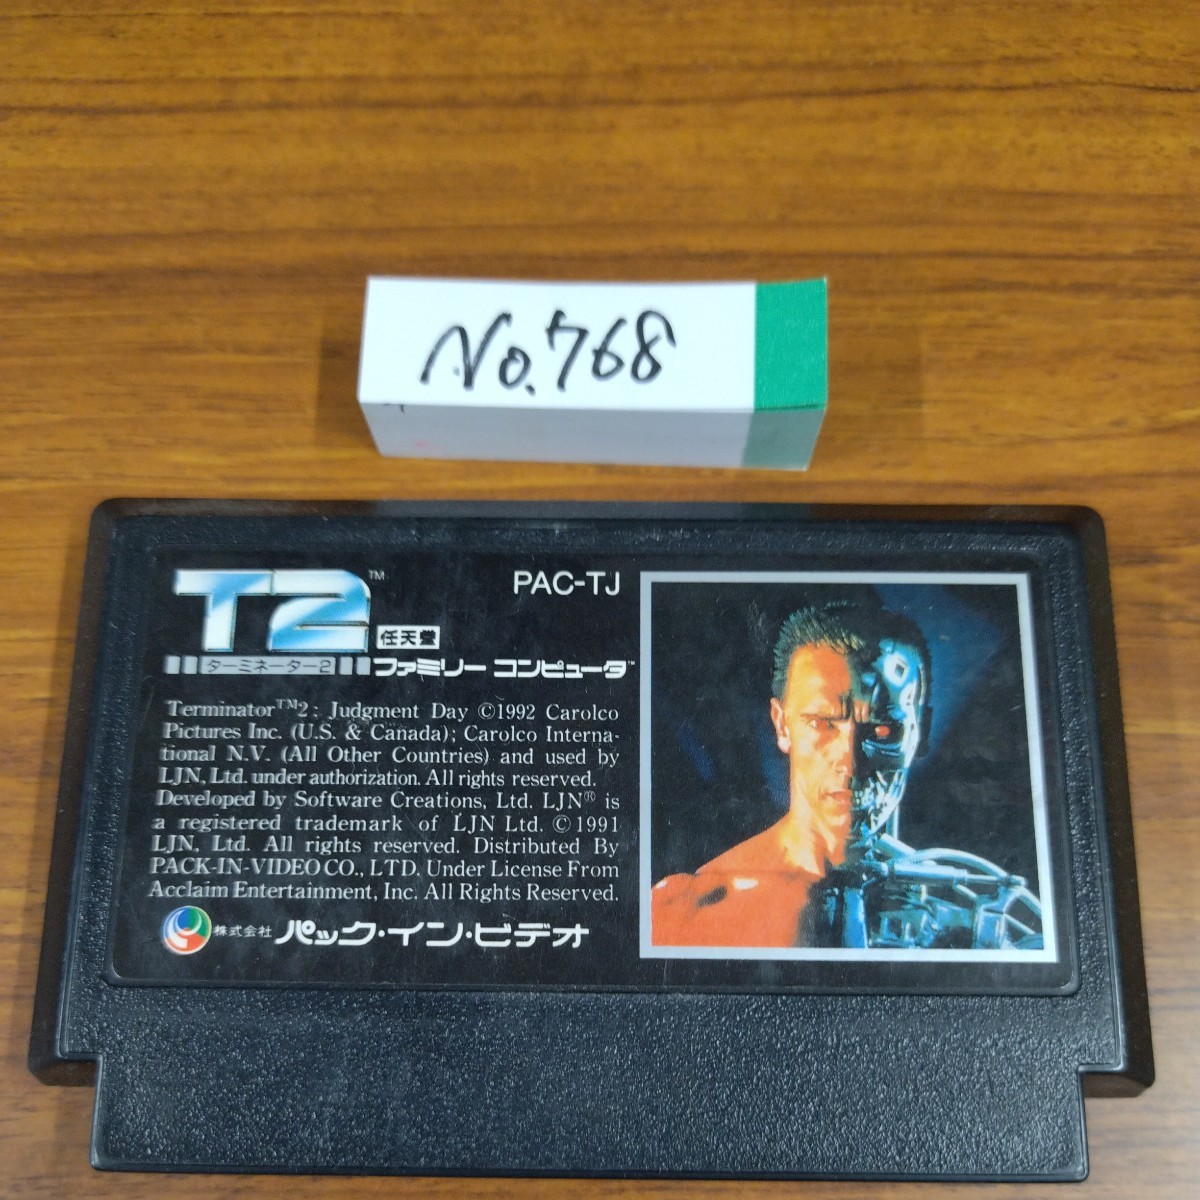 No.768
T2™
PAC-TJ
任天堂
ターミネーター2
ファミリー コンピュータ™
Terminator™2: Judgment Day ©1992 Carolco
Pictures Inc. (U.S. & Canada); Carolco Interna-
tional N.V. (All Other Countries) and used by
LJN, Ltd. under authorization. All rights reserved.
Developed by Software Creations, Ltd. LJN® is
a registered trademark of LJN Ltd. ©1991
LJN, Ltd. All rights reserved. Distributed By
PACK-IN-VIDEO CO., LTD. Under License From
Acclaim Entertainment, Inc. All Rights Reserved.
株式会社 パック・イン・ビデオ